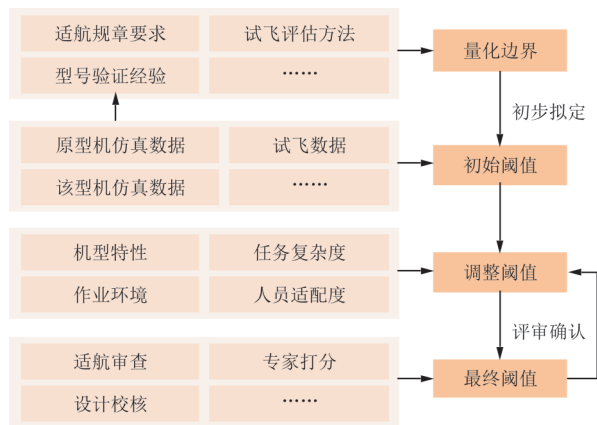 适航规章要求
试飞评估方法
型号验证经验
……
量化边界
初步拟定
原型机仿真数据
试飞数据
该型机仿真数据
……
初始阈值
机型特性
任务复杂度
作业环境
人员适配度
调整阈值
评审确认
适航审查
专家打分
设计校核
……
最终阈值